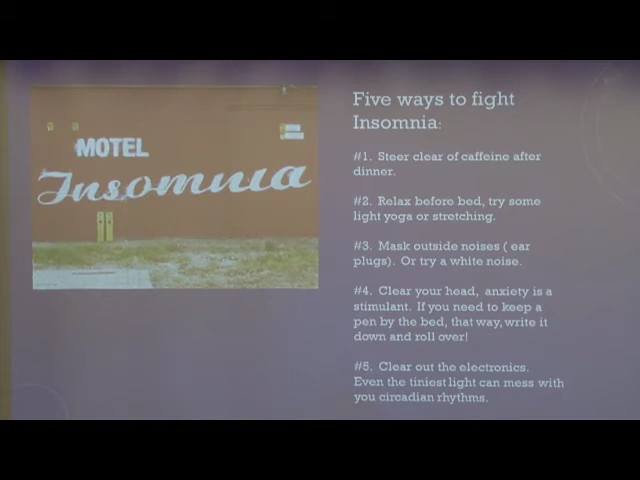 MOTEL
Insomnia
Five ways to fight
Insomnia:
#1. Steer clear of caffeine after
dinner.
#2. Relax before bed, try some
light yoga or stretching.
#3. Mask outside noises ( ear
plugs). Or try a white noise.
#4. Clear your head, anxiety is a
stimulant. If you need to keep a
pen by the bed, that way, write it
down and roll over!
#5. Clear out the electronics.
Even the tiniest light can mess with
you circadian rhythms.